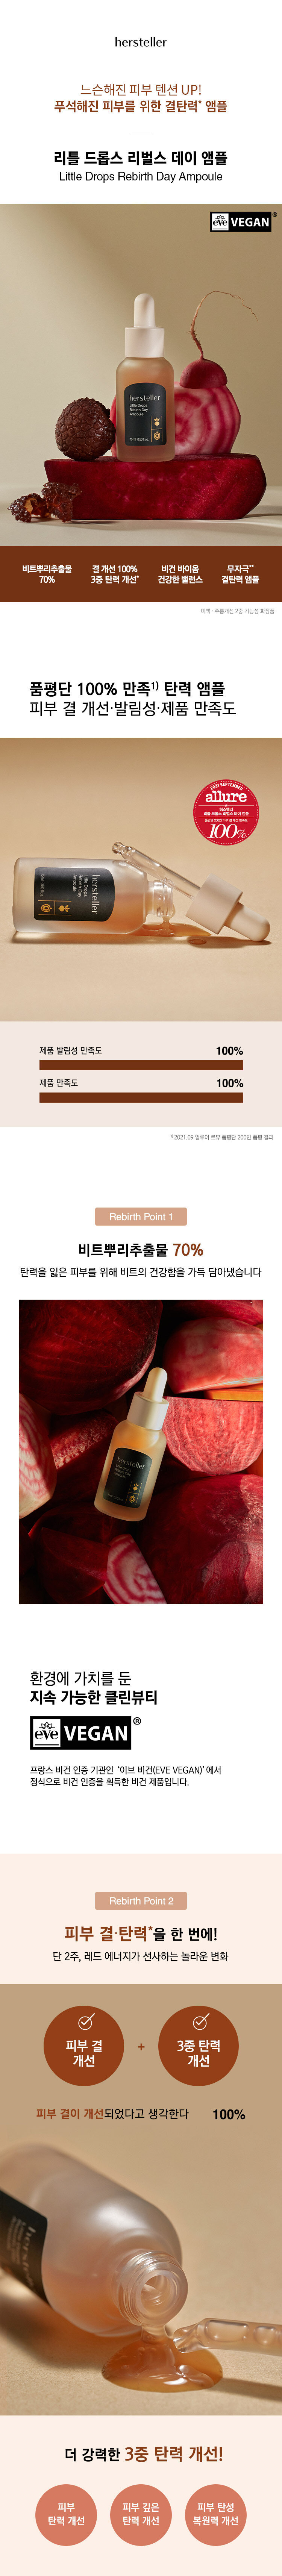 hersteller
느슨해진 피부 텐션 UP!
푸석해진 피부를 위한 결탄력* 앰플
리틀 드롭스 리벌스 데이 앰플
Little Drops Rebirth Day Ampoule
eve VEGAN ®
hersteller
Little Drops
Rebirth Day
Ampoule
비트뿌리추출물
70%
결 개선 100%
3중 탄력 개선*
비건 바이옴
건강한 밸런스
무자극**
결탄력 앰플
미백 · 주름개선 2중 기능성 화장품
품평단 100% 만족1) 탄력 앰플
피부 결 개선·발림성·제품 만족도
2021 SEPTEMBER
allure
허스텔러
리틀 드롭스 리벌스 데이 앰플
100%
hersteller
Little Drops
Rebirth Day
Ampoule
제품 발림성 만족도 100%
제품 만족도 100%
1) 2021.09 얼루어 로뷰 품평단 200인 품평 결과
Rebirth Point 1
비트뿌리추출물 70%
탄력을 잃은 피부를 위해 비트의 건강함을 가득 담아냈습니다
hersteller
Little Drops
Rebirth Day
Ampoule
환경에 가치를 둔
지속 가능한 클린뷰티
eve VEGAN ®
프랑스 비건 인증 기관인 ‘이브 비건(EVE VEGAN)’에서
정식으로 비건 인증을 획득한 비건 제품입니다.
Rebirth Point 2
피부 결·탄력*을 한 번에!
단 2주, 레드 에너지가 선사하는 놀라운 변화
피부 결
개선
+
3중 탄력
개선
피부 결이 개선되었다고 생각한다 100%
hersteller
더 강력한 3중 탄력 개선!
피부
탄력 개선
피부 깊은
탄력 개선
피부 탄성
복원력 개선